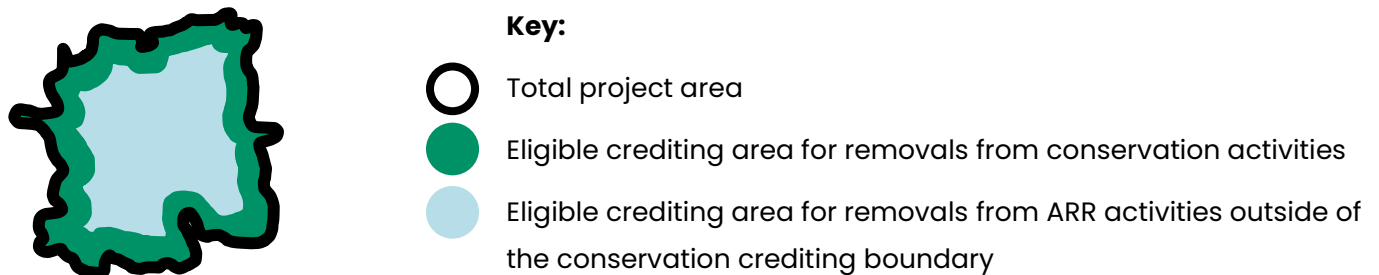 Key:
Total project area
Eligible crediting area for removals from conservation activities
Eligible crediting area for removals from ARR activities outside of
the conservation crediting boundary